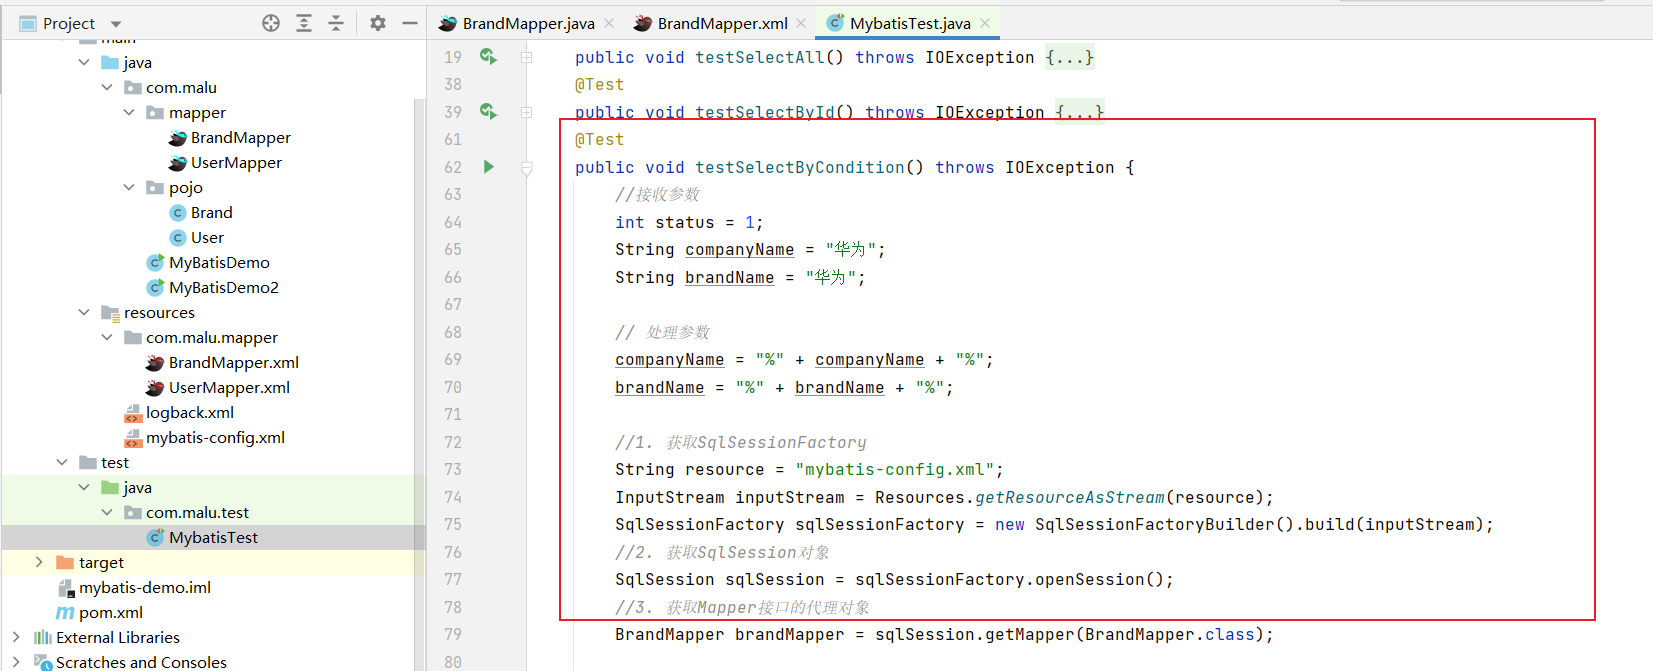 Project
BrandMapper.java
BrandMapper.xml
MybatisTest.java
main
java
com.malu
mapper
BrandMapper
UserMapper
pojo
Brand
User
MyBatisDemo
MyBatisDemo2
resources
com.malu.mapper
BrandMapper.xml
UserMapper.xml
logback.xml
mybatis-config.xml
test
java
com.malu.test
MybatisTest
target
mybatis-demo.iml
pom.xml
External Libraries
Scratches and Consoles
19 public void testSelectAll() throws IOException {...}
38 @Test
39 public void testSelectById() throws IOException {...}
61 @Test
62 public void testSelectByCondition() throws IOException {
63 //接收参数
64 int status = 1;
65 String companyName = "华为";
66 String brandName = "华为";
67
68 // 处理参数
69 companyName = "%" + companyName + "%";
70 brandName = "%" + brandName + "%";
71
72 //1. 获取SqlSessionFactory
73 String resource = "mybatis-config.xml";
74 InputStream inputStream = Resources.getResourceAsStream(resource);
75 SqlSessionFactory sqlSessionFactory = new SqlSessionFactoryBuilder().build(inputStream);
76 //2. 获取SqlSession对象
77 SqlSession sqlSession = sqlSessionFactory.openSession();
78 //3. 获取Mapper接口的代理对象
79 BrandMapper brandMapper = sqlSession.getMapper(BrandMapper.class);
80